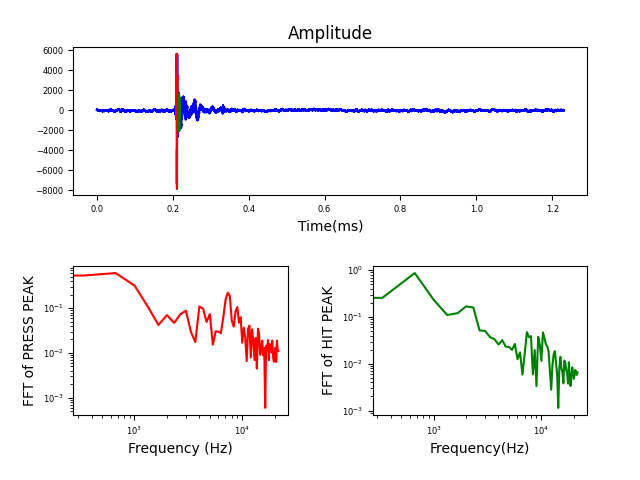 Amplitude
6000
4000
2000
0
−2000
−4000
−6000
−8000
0.0 0.2 0.4 0.6 0.8 1.0 1.2
Time(ms)
FFT of PRESS PEAK
10⁻¹
10⁻²
10⁻³
10³ 10⁴
Frequency (Hz)
FFT of HIT PEAK
10⁰
10⁻¹
10⁻²
10⁻³
10³ 10⁴
Frequency(Hz)